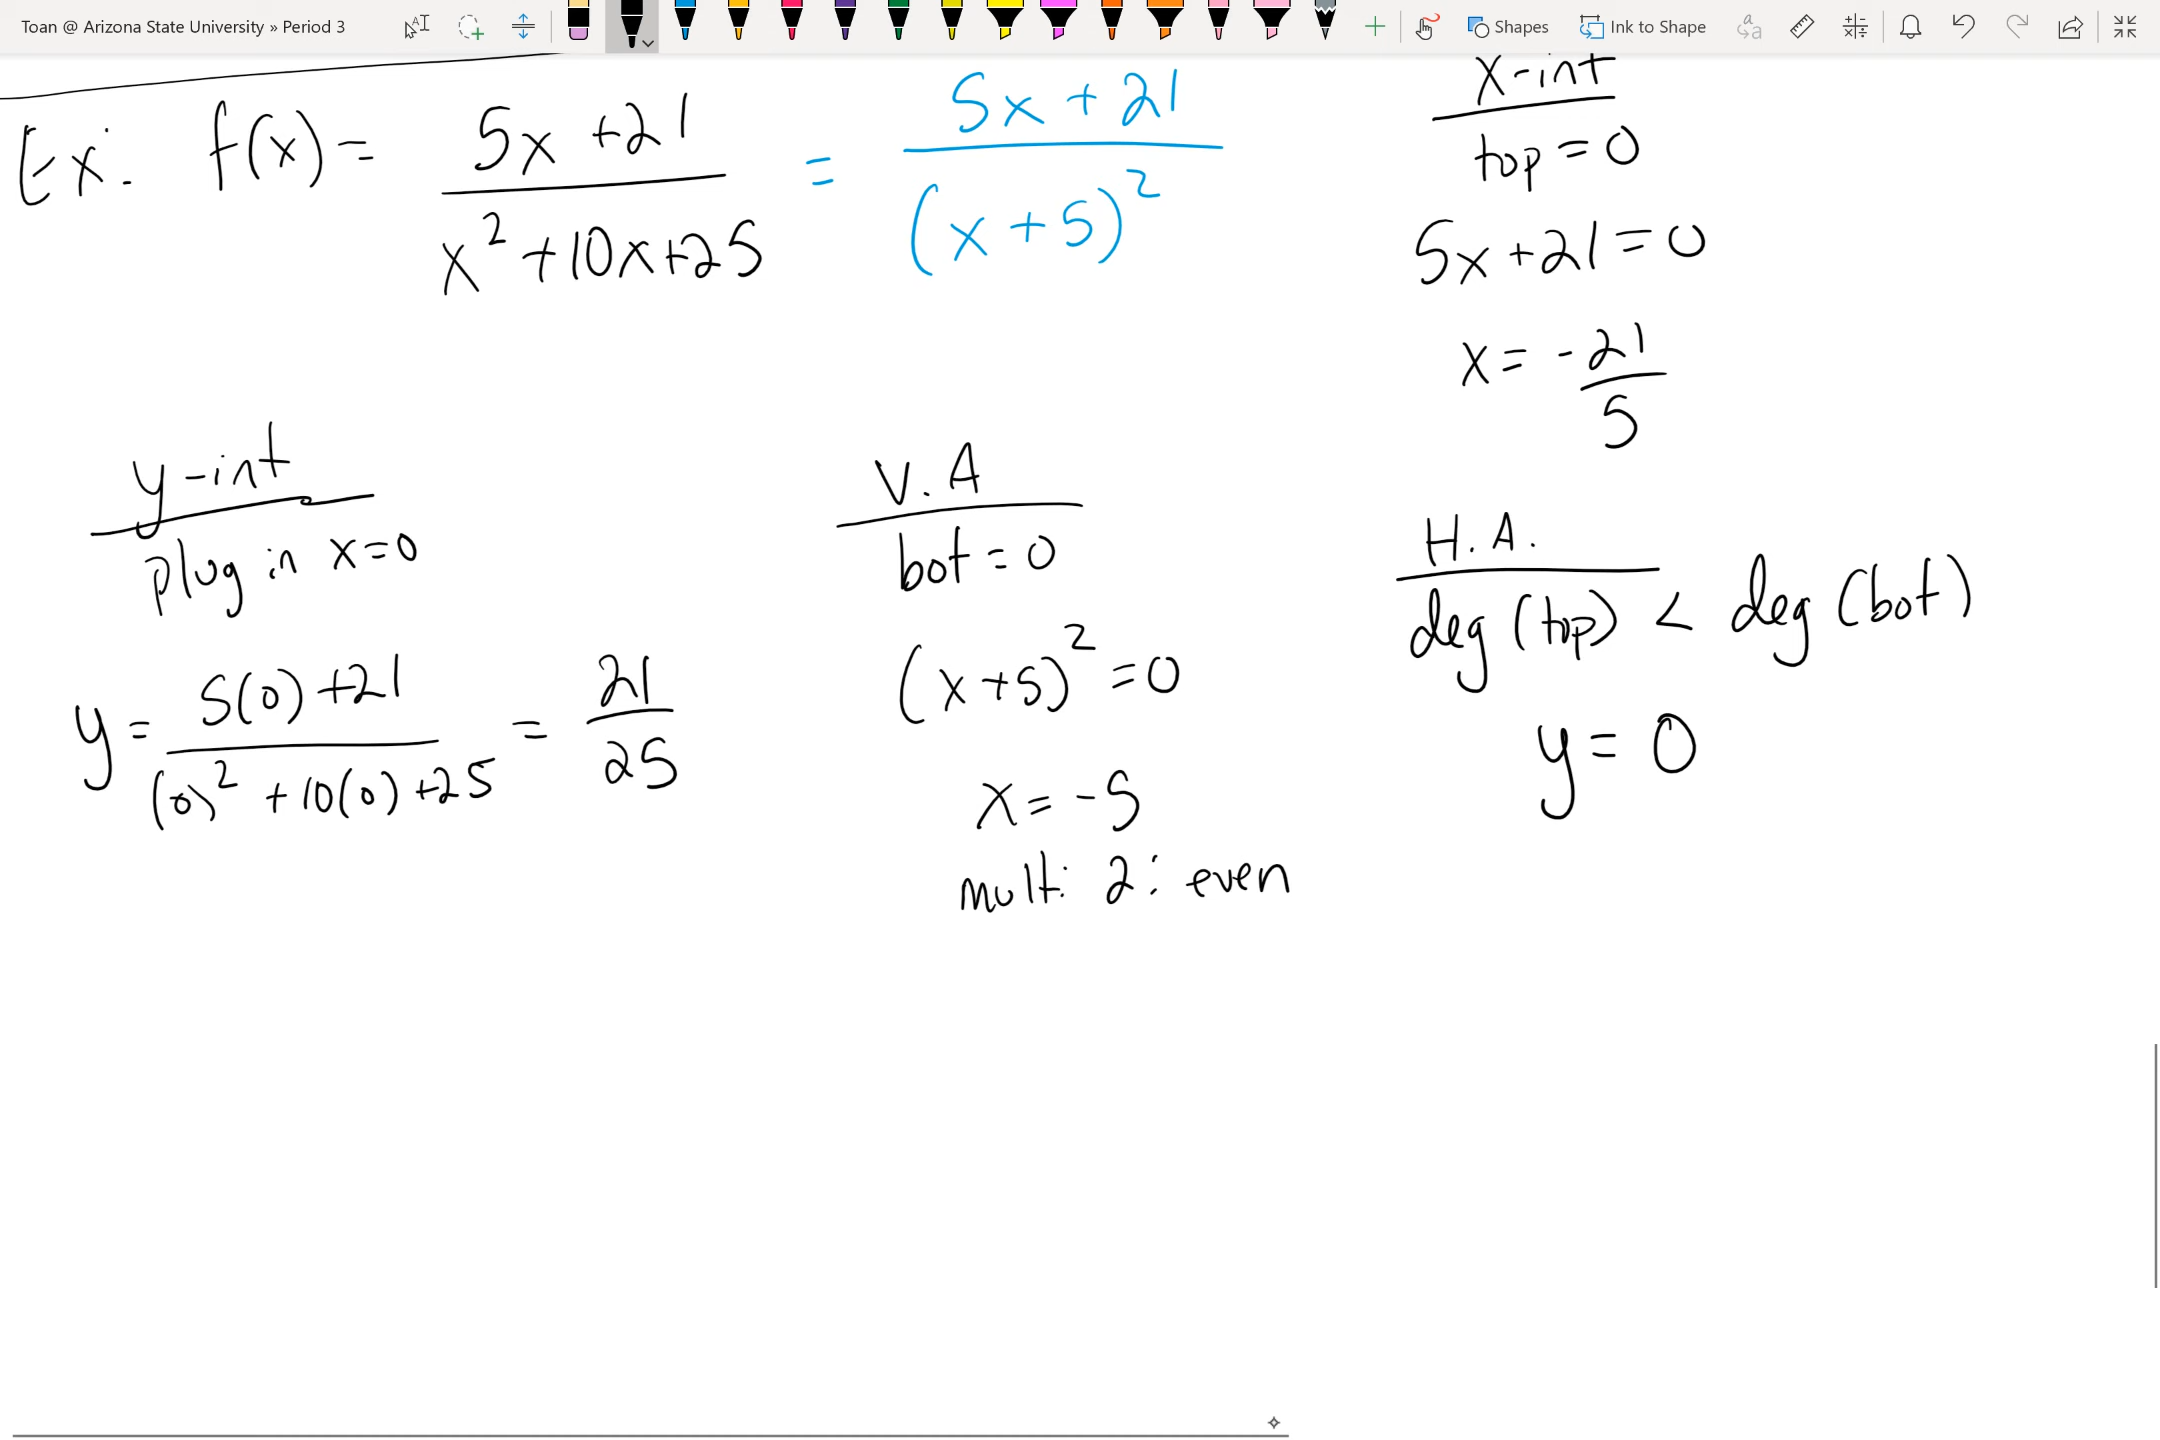 Toan @ Arizona State University » Period 3
Shapes
Ink to Shape
Ex: f(x) = (5x + 21)/(x² + 10x + 25) = (5x + 21)/(x + 5)²
x-int
top = 0
5x + 21 = 0
x = -21/5
y-int
plug in x = 0
y = (5(0) + 21)/((0)² + 10(0) + 25) = 21/25
V.A
bot = 0
(x + 5)² = 0
x = -5
mult: 2 : even
H.A.
deg (top) < deg (bot)
y = 0